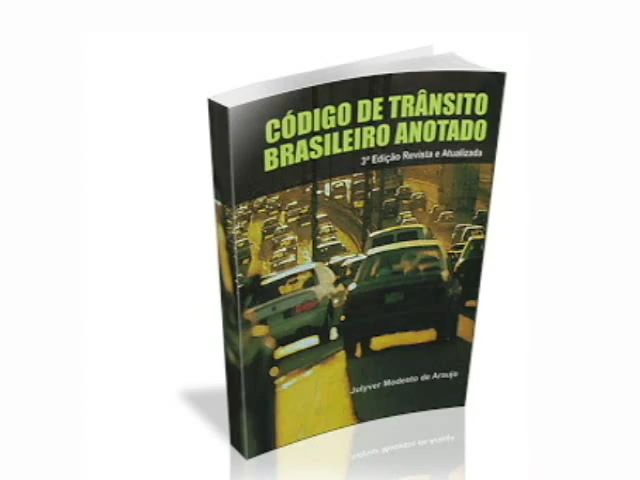 CÓDIGO DE TRÂNSITO
BRASILEIRO ANOTADO
3ª Edição Revista e Atualizada
Julyver Modesto de Araujo